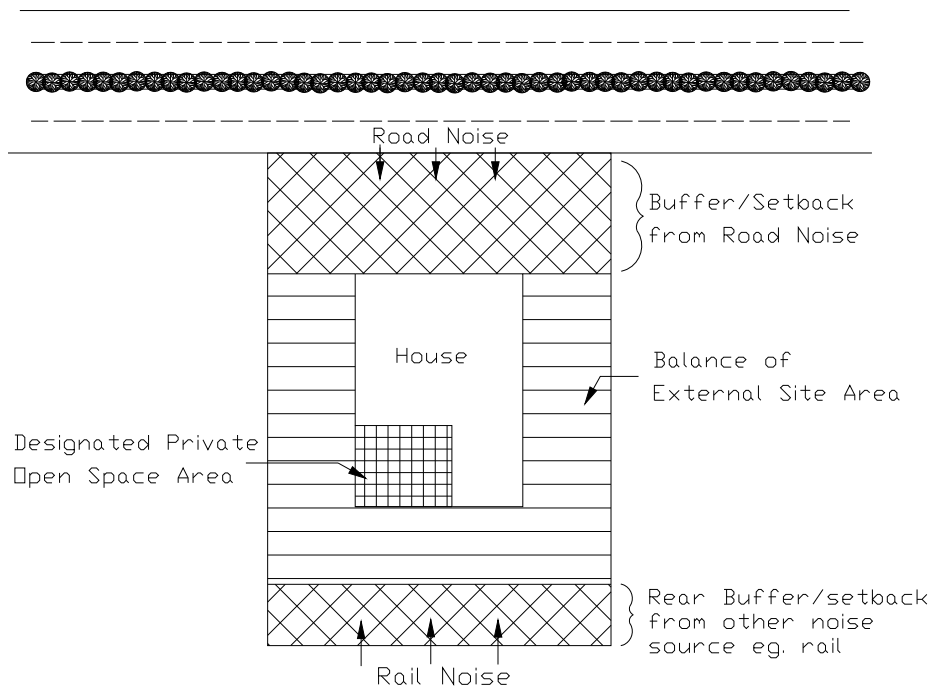 Road Noise
Buffer/Setback
from Road Noise
House
Balance of
External Site Area
Designated Private
Open Space Area
Rear Buffer/setback
from other noise
source eg. rail
Rail Noise